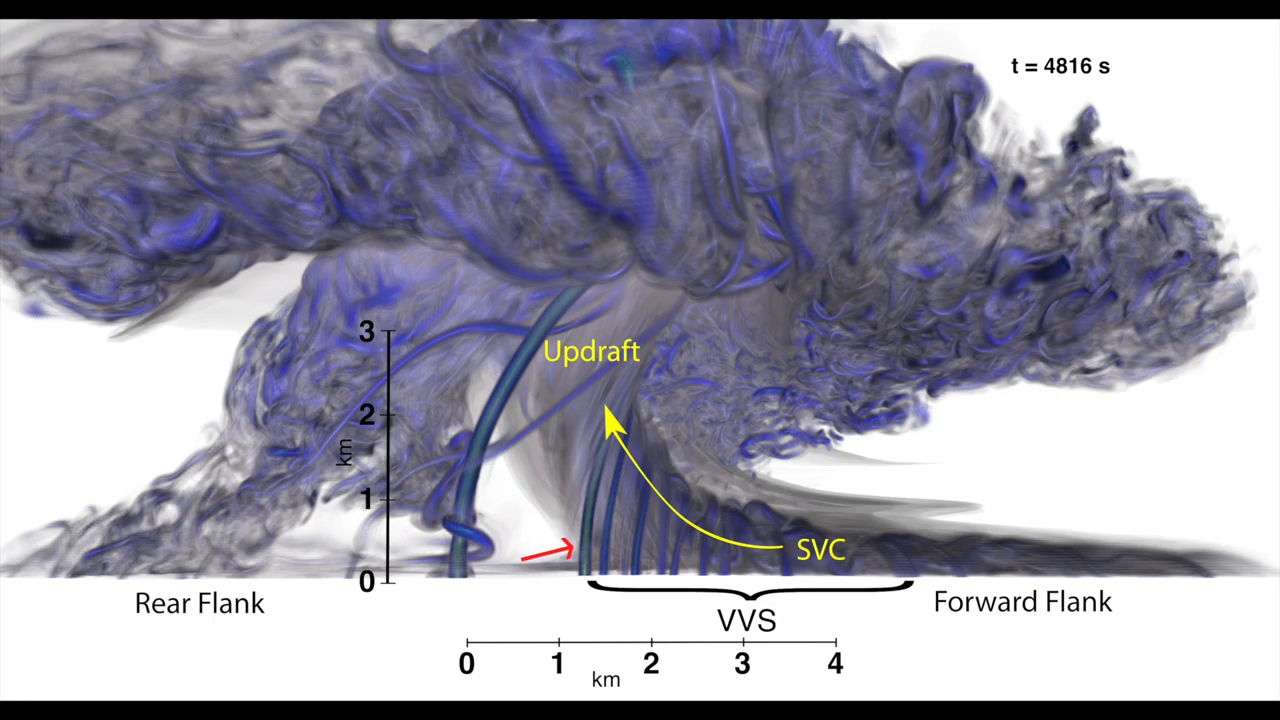 t = 4816 s
3
Updraft
2
km
1
SVC
0
Rear Flank
Forward Flank
VVS
0 1 2 3 4
km